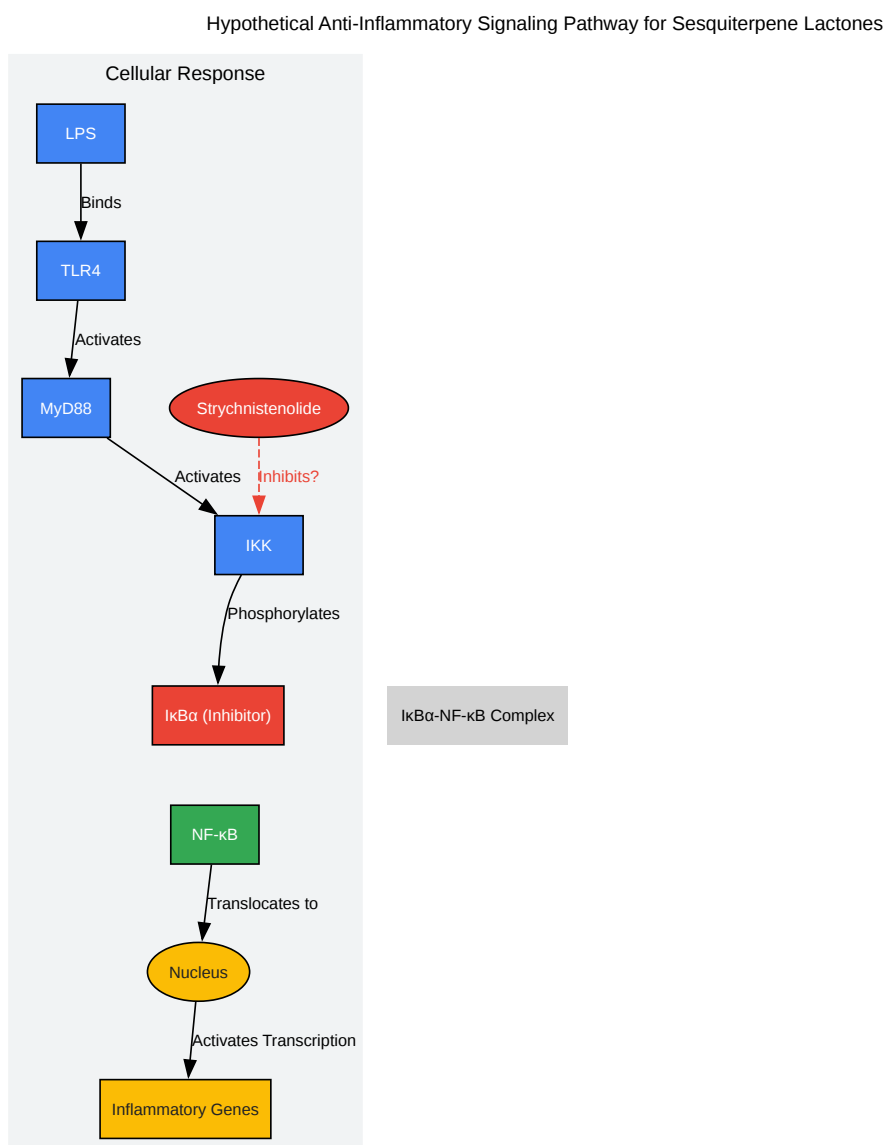 Hypothetical Anti-Inflammatory Signaling Pathway for Sesquiterpene Lactones
Cellular Response
LPS
Binds
TLR4
Activates
MyD88
Strychnistenolide
Activates
Inhibits?
IKK
Phosphorylates
IκBα (Inhibitor)
IκBα-NF-κB Complex
NF-κB
Translocates to
Nucleus
Activates Transcription
Inflammatory Genes